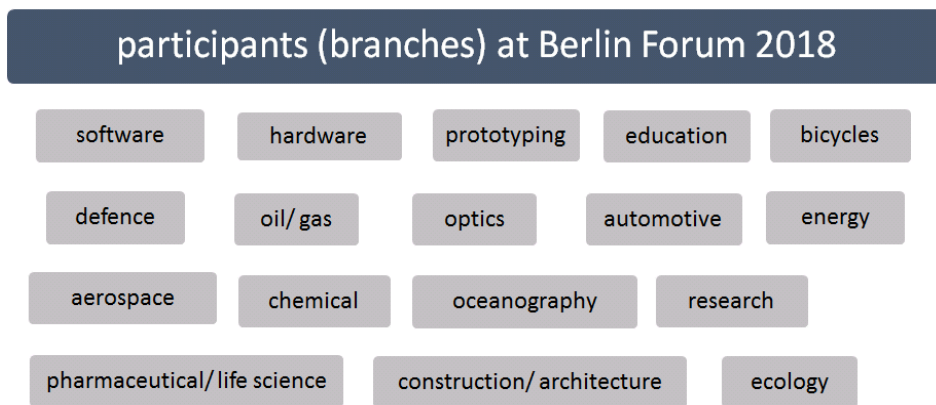 participants (branches) at Berlin Forum 2018
software hardware prototyping education bicycles
defence oil/ gas optics automotive energy
aerospace chemical oceanography research
pharmaceutical/ life science construction/ architecture ecology